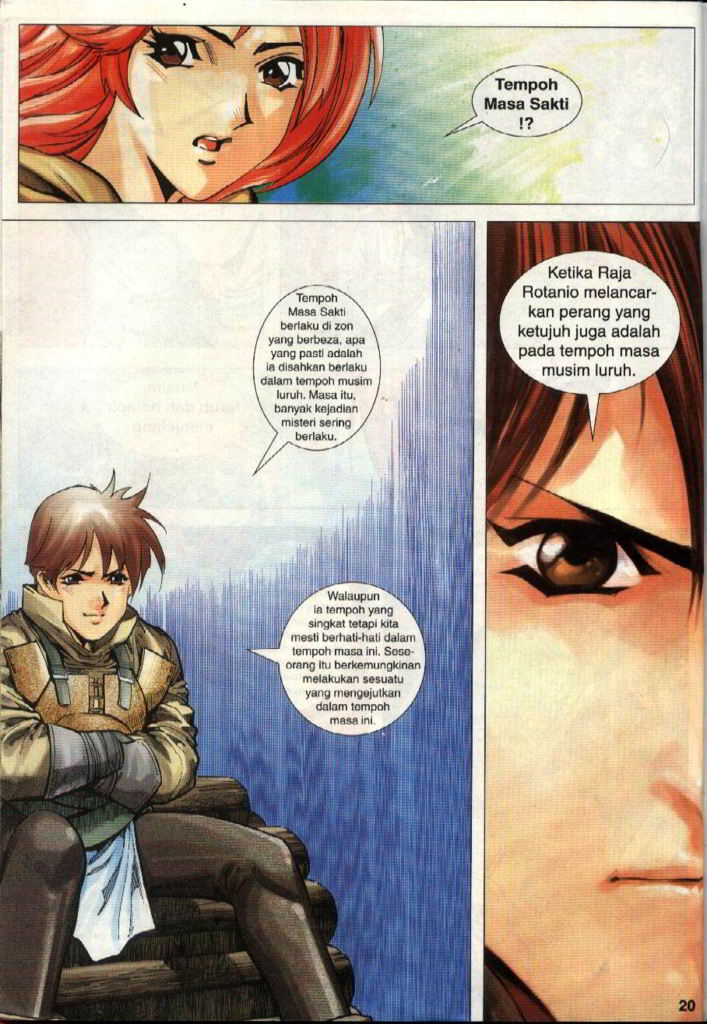 Tempoh
Masa Sakti
!?
Tempoh
Masa Sakti
berlaku di zon
yang berbeza, apa
yang pasti adalah
ia disahkan berlaku
dalam tempoh musim
luruh. Masa itu,
banyak kejadian
misteri sering
berlaku.
Walaupun
ia tempoh yang
singkat tetapi kita
mesti berhati-hati dalam
tempoh masa ini. Sese-
orang itu berkemungkinan
melakukan sesuatu
yang mengejutkan
dalam tempoh
masa ini.
Ketika Raja
Rotanio melancar-
kan perang yang
ketujuh juga adalah
pada tempoh masa
musim luruh.
20